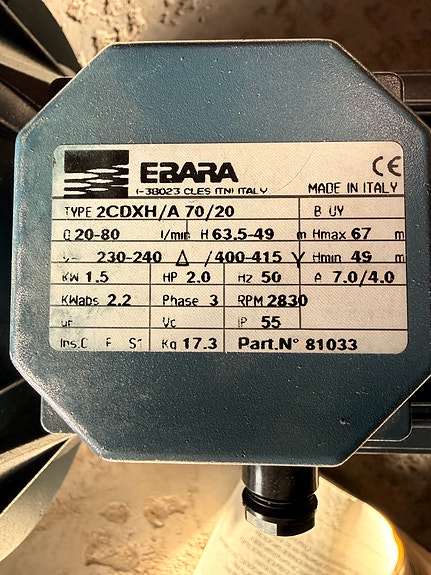 EBARA
I-38023 CLES (TN) ITALY MADE IN ITALY CE
TYPE 2CDXH/A 70/20 B UY
Q 20-80 l/min H 63.5-49 m Hmax 67 m
V~ 230-240 Δ /400-415 Y Hmin 49 m
KW 1.5 HP 2.0 Hz 50 A 7.0/4.0
KWabs 2.2 Phase 3 RPM 2830
uF Vc IP 55
Ins.C F S1 Kg 17.3 Part.N° 81033